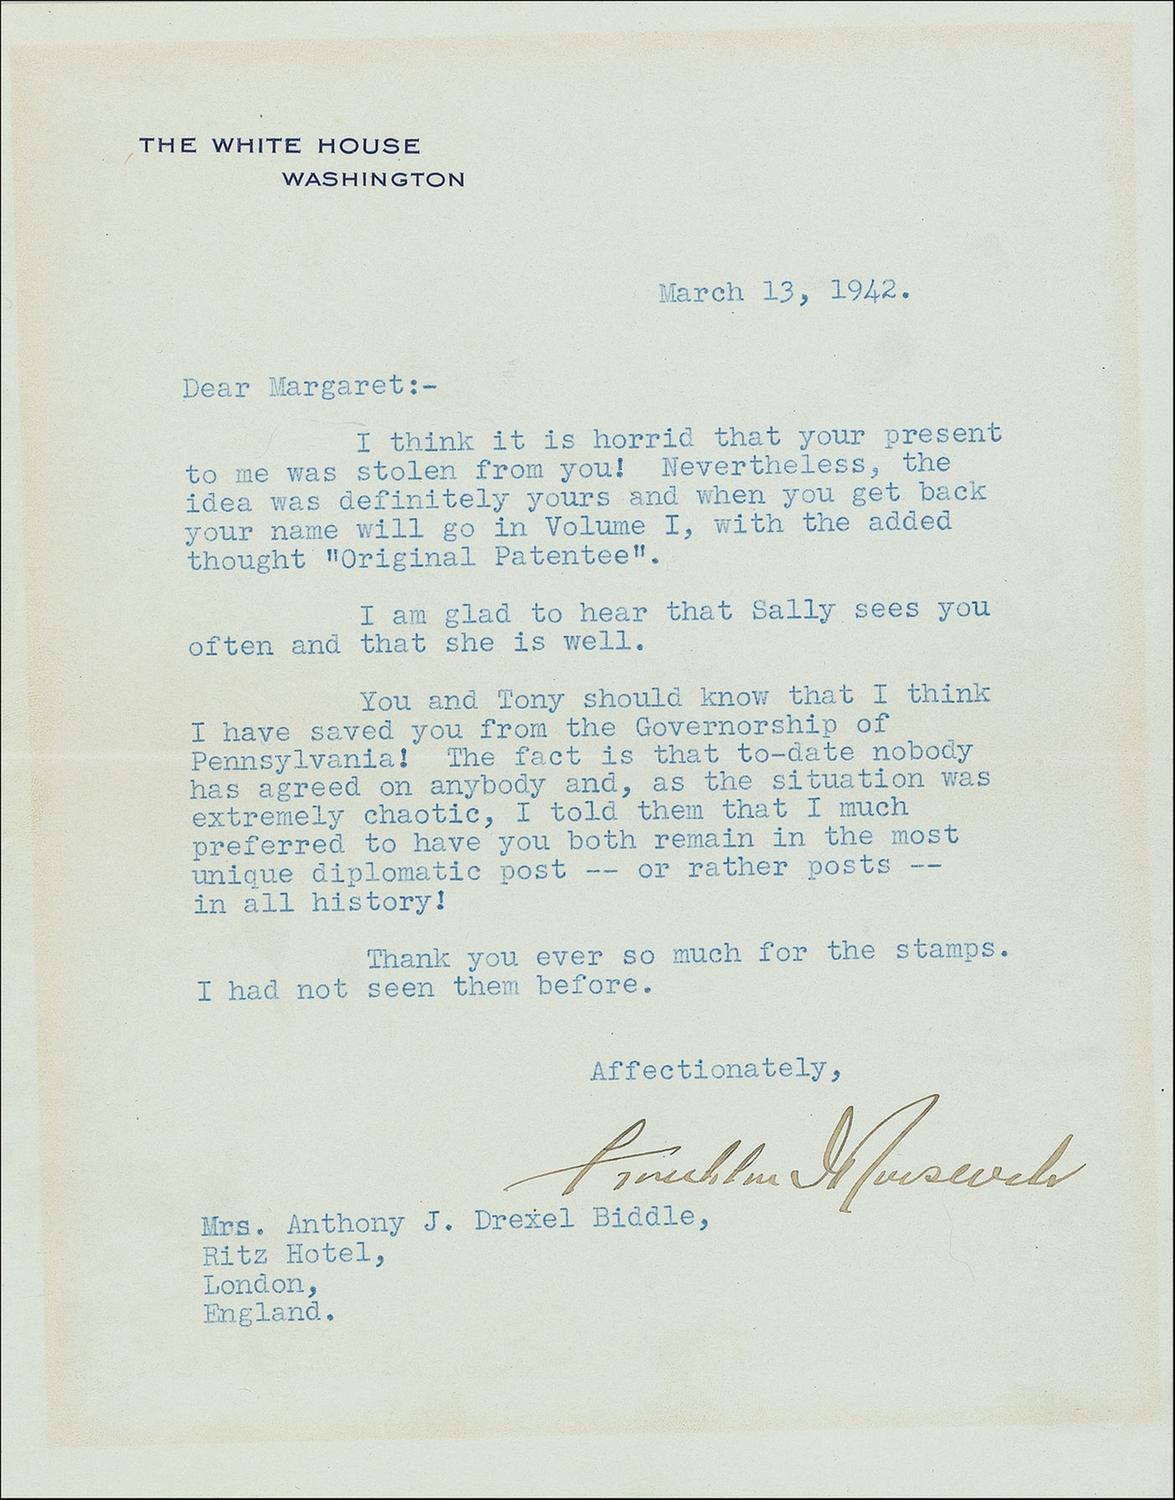 THE WHITE HOUSE
WASHINGTON
March 13, 1942.
Dear Margaret:-
I think it is horrid that your present
to me was stolen from you! Nevertheless, the
idea was definitely yours and when you get back
your name will go in Volume I, with the added
thought "Original Patentee".
I am glad to hear that Sally sees you
often and that she is well.
You and Tony should know that I think
I have saved you from the Governorship of
Pennsylvania! The fact is that to-date nobody
has agreed on anybody and, as the situation was
extremely chaotic, I told them that I much
preferred to have you both remain in the most
unique diplomatic post -- or rather posts --
in all history!
Thank you ever so much for the stamps.
I had not seen them before.
Affectionately,
Franklin D Roosevelt
Mrs. Anthony J. Drexel Biddle,
Ritz Hotel,
London,
England.